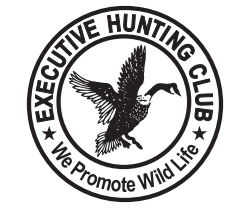 EXECUTIVE HUNTING CLUB
We Promote Wild Life